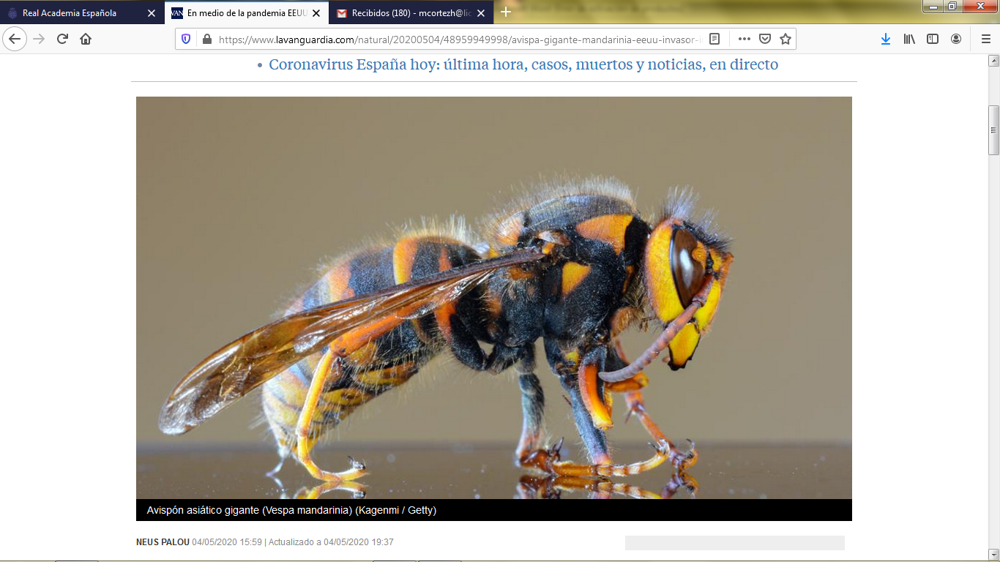 Real Academia Española
VAN En medio de la pandemia EEUU
Recibidos (180) - mcortezh@lic
https://www.lavanguardia.com/natural/20200504/48959949998/avispa-gigante-mandarinia-eeuu-invasor-i
• Coronavirus España hoy: última hora, casos, muertos y noticias, en directo
Avispón asiático gigante (Vespa mandarinia) (Kagenmi / Getty)
NEUS PALOU 04/05/2020 15:59 | Actualizado a 04/05/2020 19:37